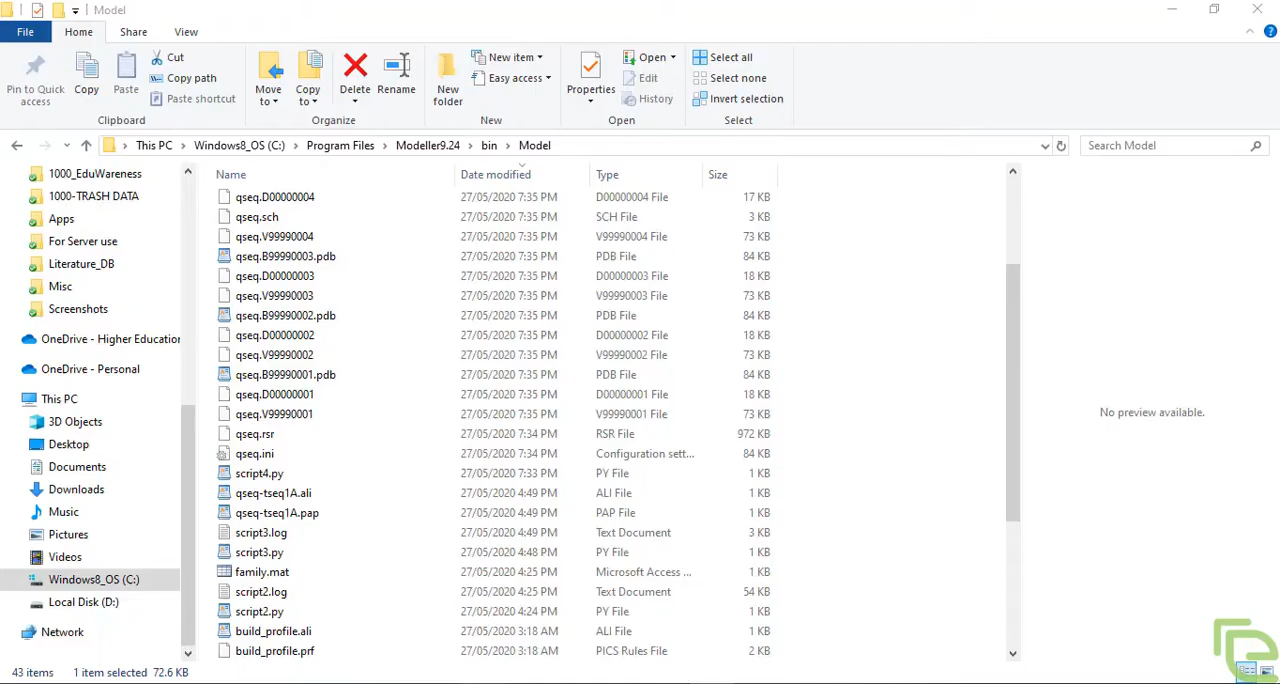 Model
File Home Share View
Pin to Quick access
Copy
Paste
Cut
Copy path
Paste shortcut
Clipboard
Move to
Copy to
Delete
Rename
Organize
New folder
New item
Easy access
New
Properties
Open
Edit
History
Open
Select all
Select none
Invert selection
Select
This PC > Windows8_OS (C:) > Program Files > Modeller9.24 > bin > Model
Search Model
1000_EduWareness
1000-TRASH DATA
Apps
For Server use
Literature_DB
Misc
Screenshots
OneDrive - Higher Education
OneDrive - Personal
This PC
3D Objects
Desktop
Documents
Downloads
Music
Pictures
Videos
Windows8_OS (C:)
Local Disk (D:)
Network
Name Date modified Type Size
qseq.D00000004 27/05/2020 7:35 PM D00000004 File 17 KB
qseq.sch 27/05/2020 7:35 PM SCH File 3 KB
qseq.V99990004 27/05/2020 7:35 PM V99990004 File 73 KB
qseq.B99990003.pdb 27/05/2020 7:35 PM PDB File 84 KB
qseq.D00000003 27/05/2020 7:35 PM D00000003 File 18 KB
qseq.V99990003 27/05/2020 7:35 PM V99990003 File 73 KB
qseq.B99990002.pdb 27/05/2020 7:35 PM PDB File 84 KB
qseq.D00000002 27/05/2020 7:35 PM D00000002 File 18 KB
qseq.V99990002 27/05/2020 7:35 PM V99990002 File 73 KB
qseq.B99990001.pdb 27/05/2020 7:35 PM PDB File 84 KB
qseq.D00000001 27/05/2020 7:35 PM D00000001 File 18 KB
qseq.V99990001 27/05/2020 7:35 PM V99990001 File 73 KB
qseq.rsr 27/05/2020 7:34 PM RSR File 972 KB
qseq.ini 27/05/2020 7:34 PM Configuration sett... 84 KB
script4.py 27/05/2020 7:33 PM PY File 1 KB
qseq-tseq1A.ali 27/05/2020 4:49 PM ALI File 1 KB
qseq-tseq1A.pap 27/05/2020 4:49 PM PAP File 1 KB
script3.log 27/05/2020 4:49 PM Text Document 3 KB
script3.py 27/05/2020 4:48 PM PY File 1 KB
family.mat 27/05/2020 4:25 PM Microsoft Access ... 1 KB
script2.log 27/05/2020 4:25 PM Text Document 54 KB
script2.py 27/05/2020 4:24 PM PY File 1 KB
build_profile.ali 27/05/2020 3:18 AM ALI File 1 KB
build_profile.prf 27/05/2020 3:18 AM PICS Rules File 2 KB
No preview available.
43 items 1 item selected 72.6 KB